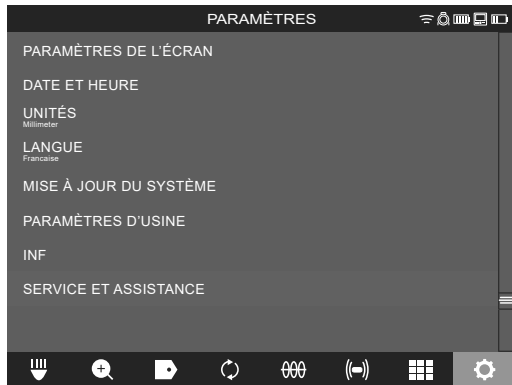 PARAMÈTRES
PARAMÈTRES DE L'ÉCRAN
DATE ET HEURE
UNITÉS
Millimeter
LANGUE
Francaise
MISE À JOUR DU SYSTÈME
PARAMÈTRES D'USINE
INF
SERVICE ET ASSISTANCE